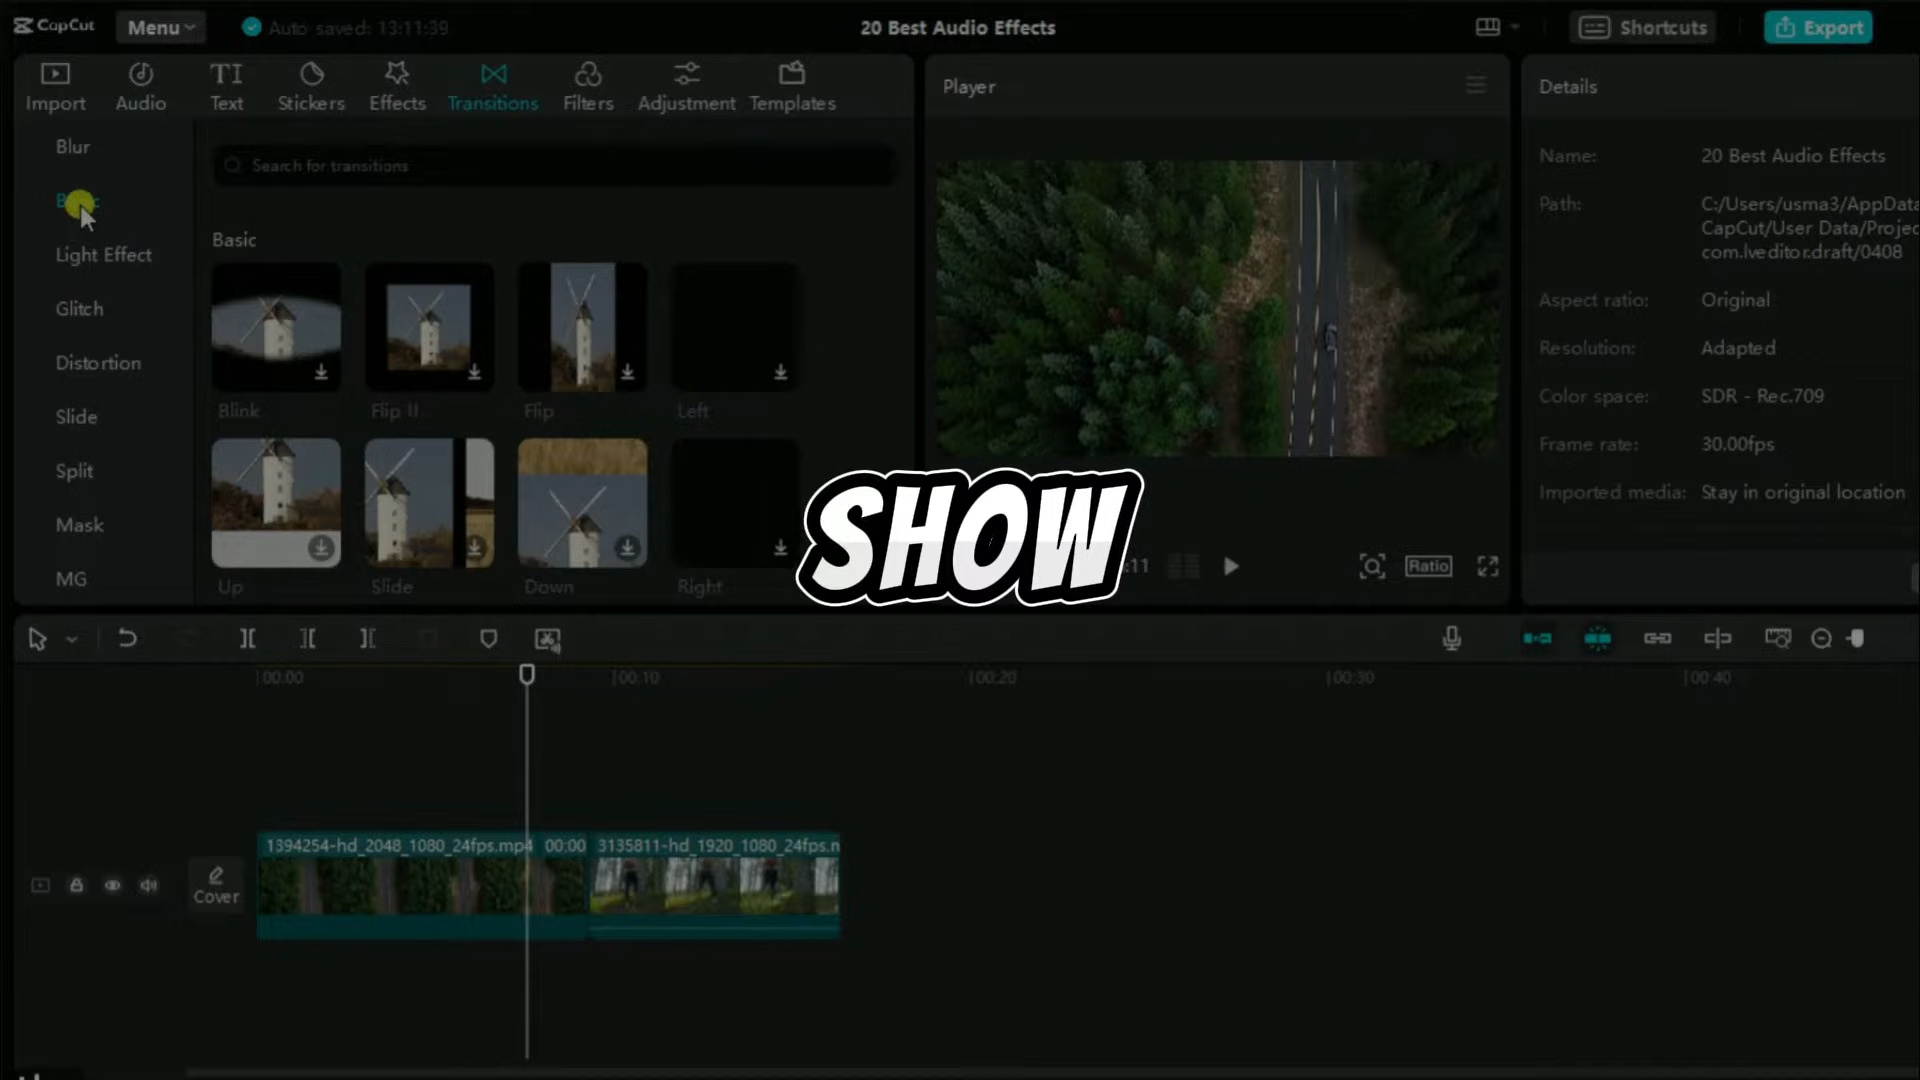 CapCut
Menu
Auto saved: 13:11:39
20 Best Audio Effects
Shortcuts
Export
Import
Audio
TI
Text
Stickers
Effects
Transitions
Filters
Adjustment
Templates
Player
Details
Blur
Light Effect
Glitch
Distortion
Slide
Split
Mask
MG
Search for transitions
Basic
Blink
Flip II
Flip
Left
Up
Slide
Down
Right
SHOW
:11
Ratio
Name:
20 Best Audio Effects
Path:
C:/Users/usma3/AppData
CapCut/User Data/Projec
com.lveditor.draft/0408
Aspect ratio:
Original
Resolution:
Adapted
Color space:
SDR - Rec.709
Frame rate:
30.00fps
Imported media:
Stay in original location
00:00
00:10
00:20
00:30
00:40
1394254-hd_2048_1080_24fps.mp4 00:00
3135811-hd_1920_1080_24fps.m
Cover